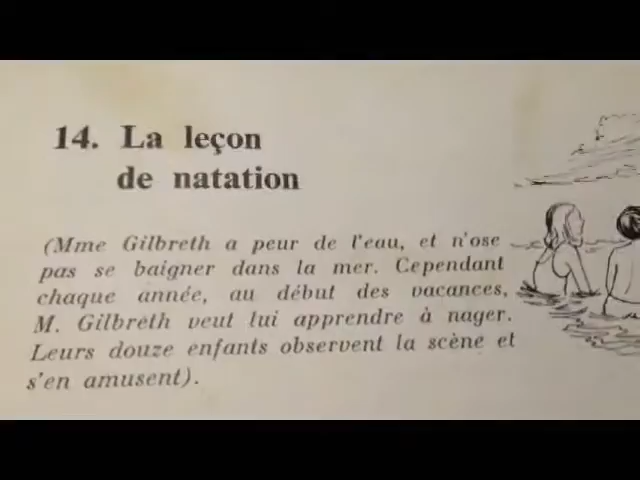 14. La leçon
de natation
(Mme Gilbreth a peur de l'eau, et n'ose
pas se baigner dans la mer. Cependant
chaque année, au début des vacances,
M. Gilbreth veut lui apprendre à nager.
Leurs douze enfants observent la scène et
s'en amusent).